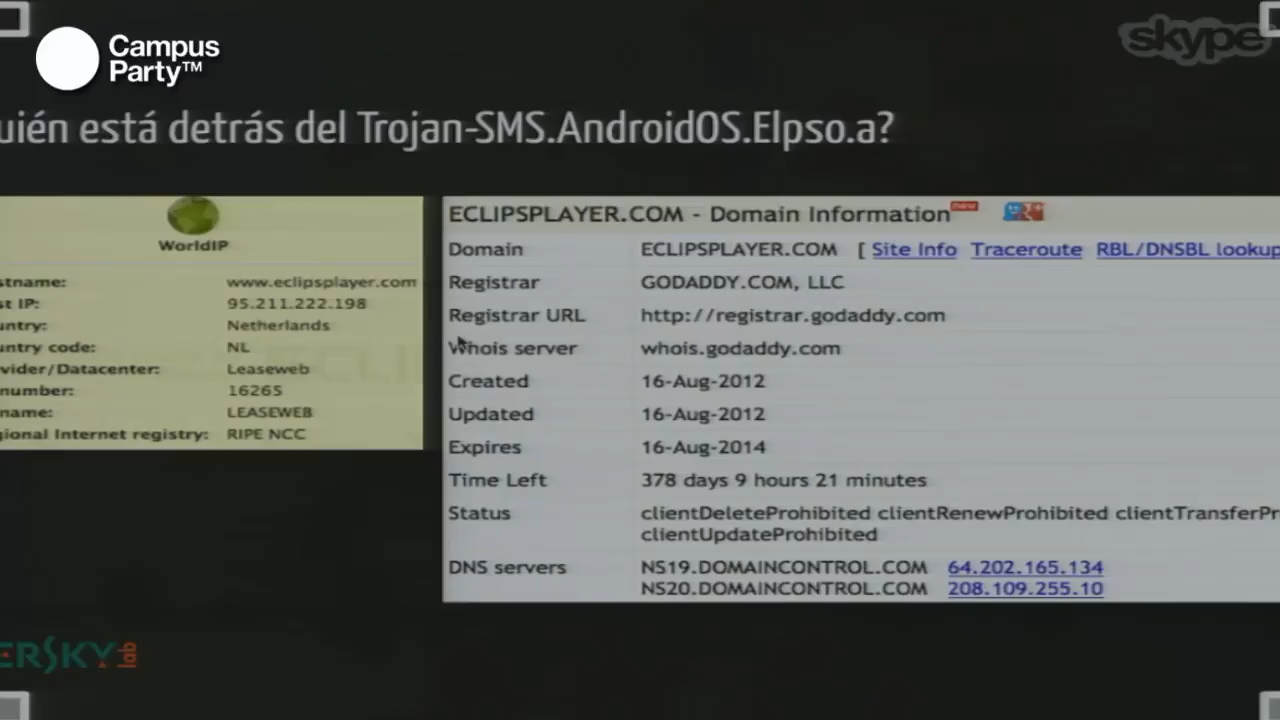 Campus
Party™
skype
uién está detrás del Trojan-SMS.AndroidOS.Elpso.a?
WorldIP
stname: www.eclipsplayer.com
st IP: 95.211.222.198
untry: Netherlands
untry code: NL
vider/Datacenter: Leaseweb
number: 16265
name: LEASEWEB
gional Internet registry: RIPE NCC
ECLIPSPLAYER.COM - Domain Information new
Domain ECLIPSPLAYER.COM [ Site Info Traceroute RBL/DNSBL lookup
Registrar GODADDY.COM, LLC
Registrar URL http://registrar.godaddy.com
Whois server whois.godaddy.com
Created 16-Aug-2012
Updated 16-Aug-2012
Expires 16-Aug-2014
Time Left 378 days 9 hours 21 minutes
Status clientDeleteProhibited clientRenewProhibited clientTransferPr
clientUpdateProhibited
DNS servers NS19.DOMAINCONTROL.COM 64.202.165.134
NS20.DOMAINCONTROL.COM 208.109.255.10
ERSKY lab